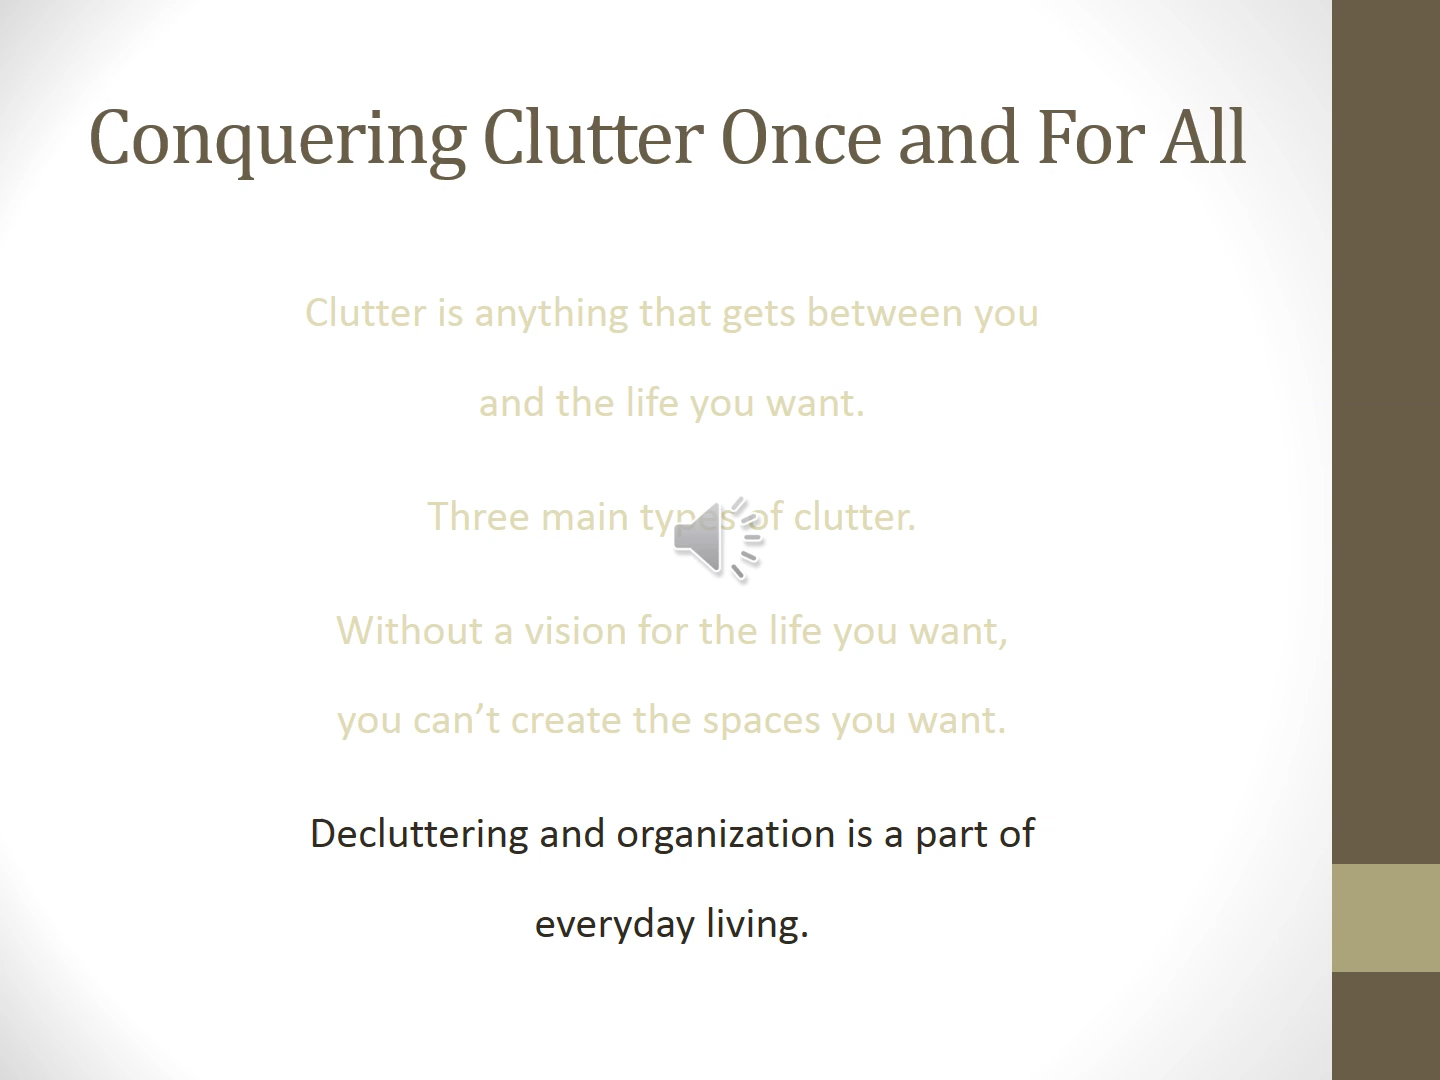 Conquering Clutter Once and For All
Clutter is anything that gets between you
and the life you want.
Three main types of clutter.
Without a vision for the life you want,
you can’t create the spaces you want.
Decluttering and organization is a part of
everyday living.